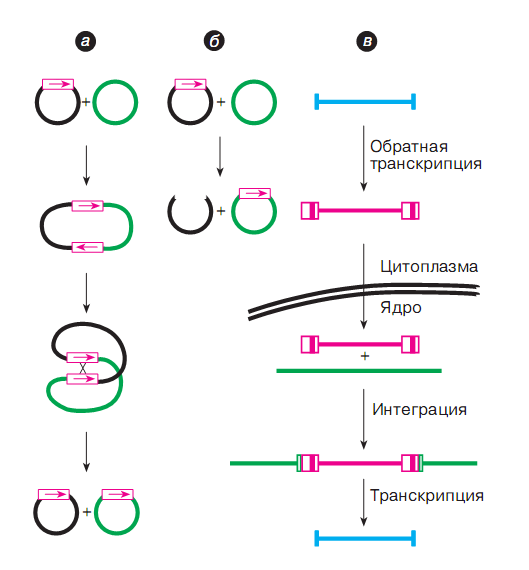 а б в
+ + 
Обратная
транскрипция
+
Цитоплазма
Ядро
+
Интеграция
+
Транскрипция